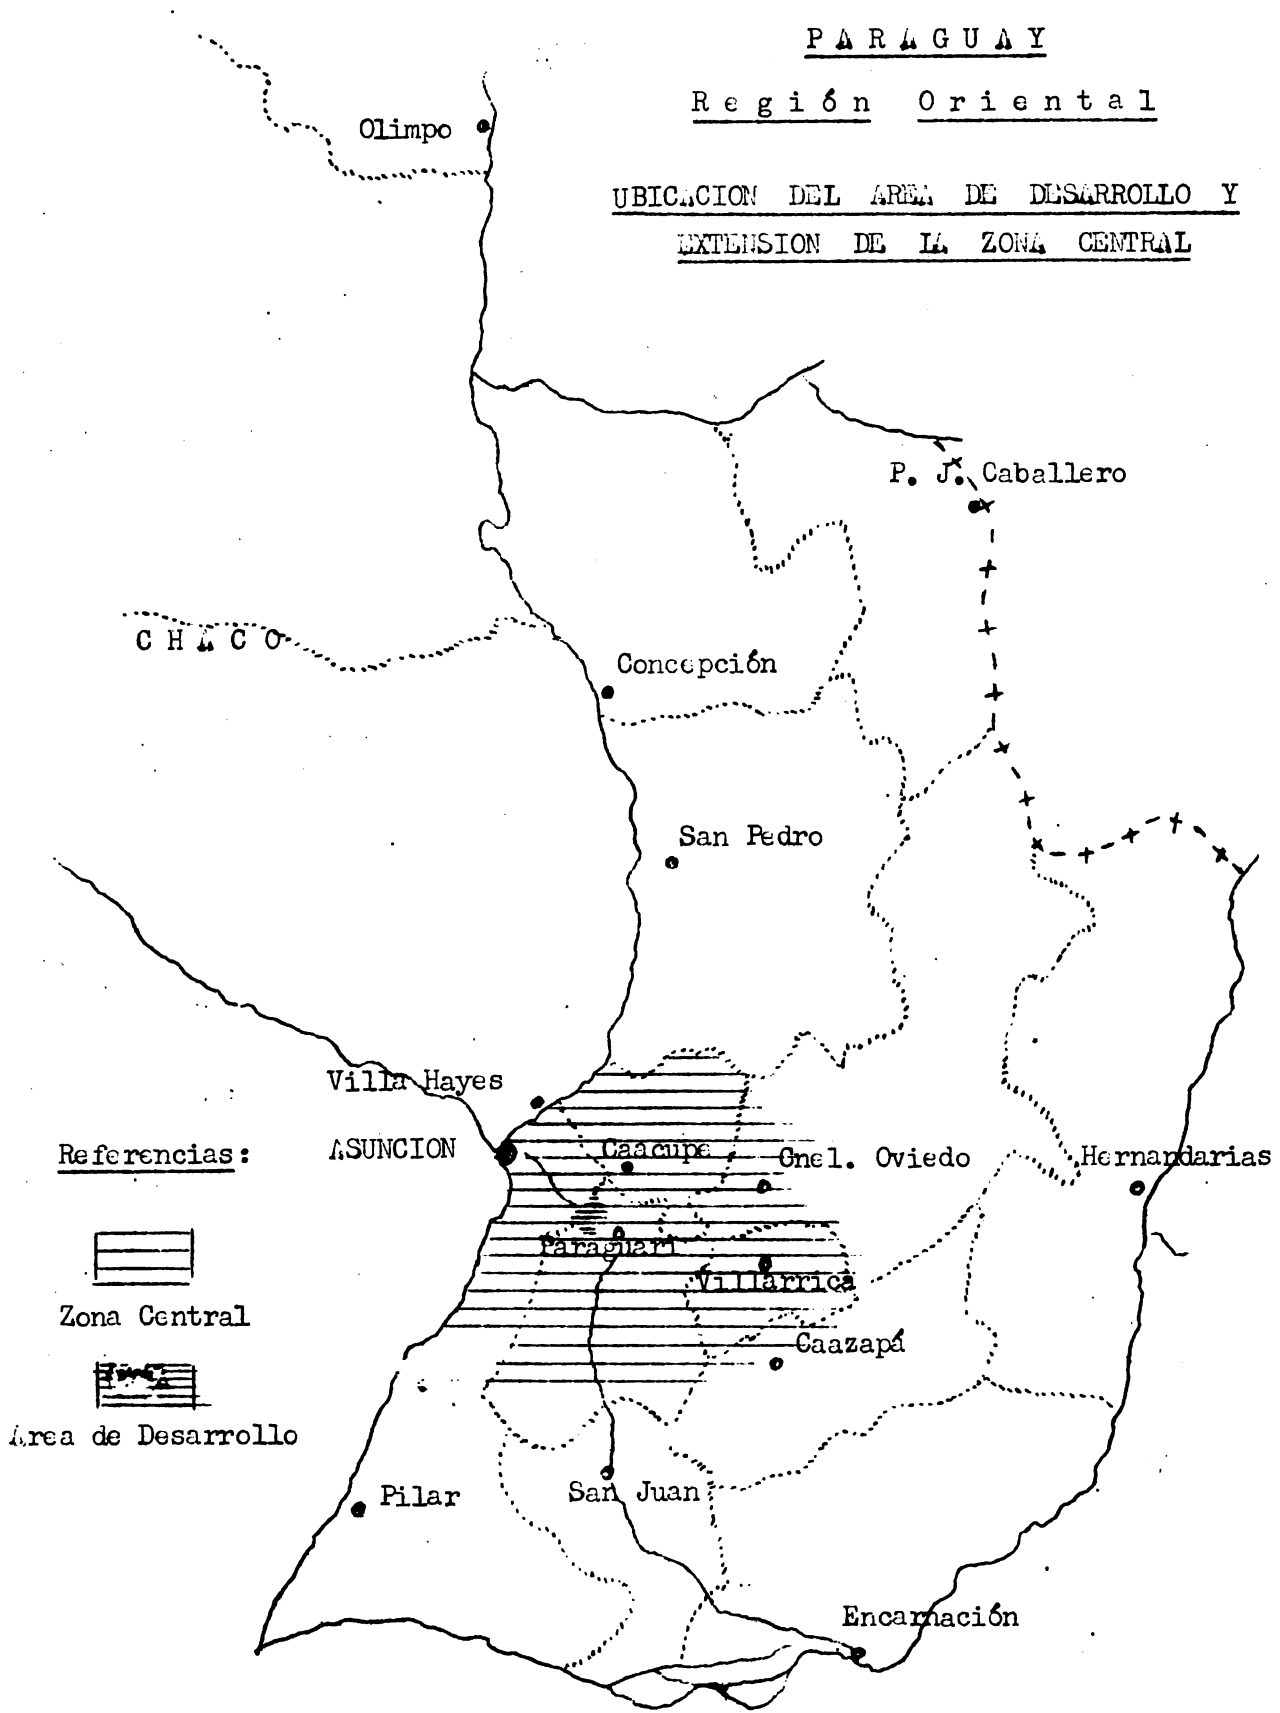 PARAGUAY
Región Oriental
UBICACION DEL AREA DE DESARROLLO Y
EXTENSION DE LA ZONA CENTRAL
Olimpo
P. J. Caballero
CHACO
Concepción
San Pedro
Villa Hayes
ASUNCION
Caacupe
Cnel. Oviedo
Hernandarias
Referencias:
Paraguari
Villarrica
Zona Central
Caazapá
Area de Desarrollo
Pilar
San Juan
Encarnación